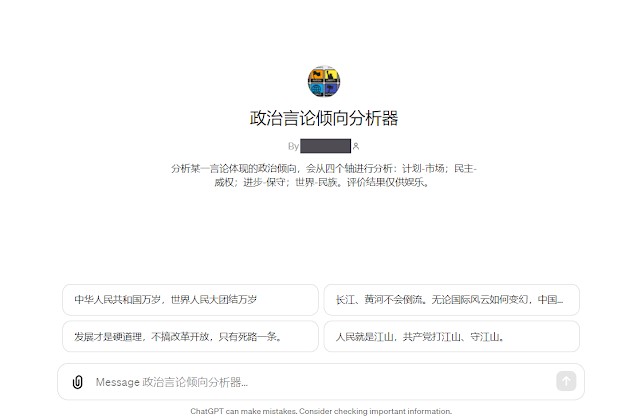 政治言论倾向分析器
By
分析某一言论体现的政治倾向，会从四个轴进行分析：计划-市场；民主-
威权；进步-保守；世界-民族。评价结果仅供娱乐。
中华人民共和国万岁，世界人民大团结万岁
长江、黄河不会倒流。无论国际风云如何变幻，中国...
发展才是硬道理，不搞改革开放，只有死路一条。
人民就是江山，共产党打江山、守江山。
Message 政治言论倾向分析器...
ChatGPT can make mistakes. Consider checking important information.